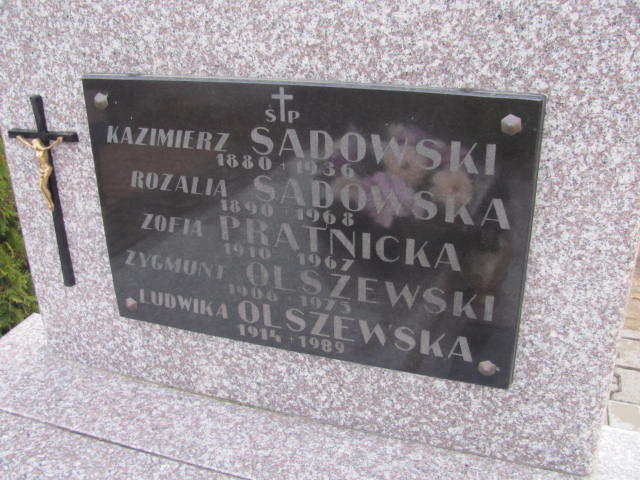 Ś†P
KAZIMIERZ SADOWSKI
1880 † 1936
ROZALIA SADOWSKA
1890 † 1968
ZOFIA PRATNICKA
1910 † 1967
ZYGMUNT OLSZEWSKI
1906 † 1975
LUDWIKA OLSZEWSKA
1914 † 1989